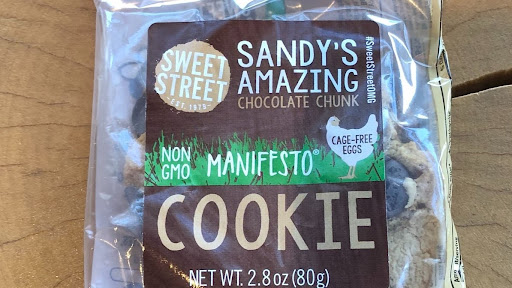 SWEET
STREET
EST. 1979
SANDY'S
AMAZING
CHOCOLATE CHUNK
#SweetStreetOMG
NON
GMO
MANIFESTO®
CAGE-FREE
EGGS
COOKIE
NET WT. 2.8 oz (80g)